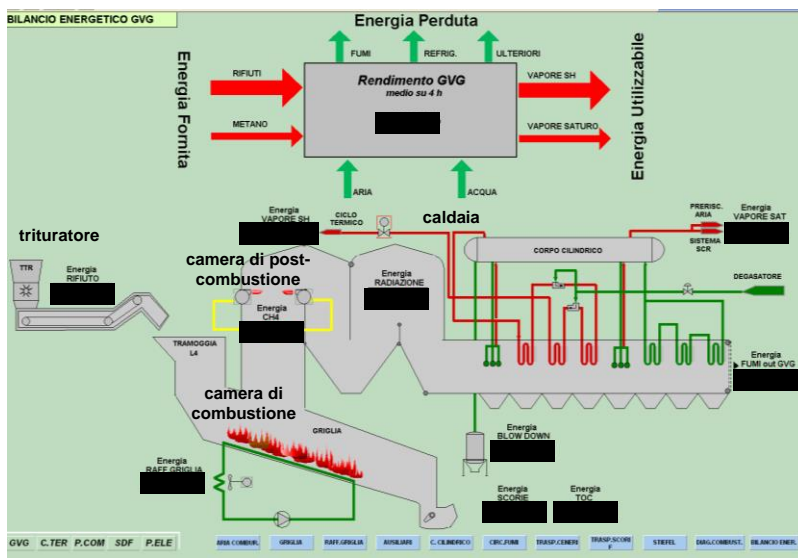 BILANCIO ENERGETICO GVG
Energia Perduta
FUMI
REFRIG.
ULTERIORI
Energia Fornita
RIFIUTI
METANO
Rendimento GVG
medio su 4 h
VAPORE SH
VAPORE SATURO
Energia Utilizzabile
ARIA
ACQUA
trituratore
TTR
Energia
RIFIUTO
camera di post-
combustione
Energia
VAPORE SH
CICLO
TERMICO
caldaia
CORPO CILINDRICO
PRERISC.
ARIA
SISTEMA
SCR
Energia
VAPORE SAT
DEGASATORE
Energia
RADIAZIONE
Energia
CH4
TRAMOGGIA
L4
camera di
combustione
GRIGLIA
Energia
FUMI out GVG
Energia
RAFF.GRIGLIA
Energia
BLOW DOWN
Energia
SCORIE
Energia
TOC
GVG C.TER P.COM SDF P.ELE
ARIA COMBUR. GRIGLIA RAFF.GRIGLIA AUSILIARI C. CILINDRICO CIRC.FUMI TRASP.CENERI TRASP.SCORI
F STIEFEL DIAG.COMBUST. BILANCIO ENER.